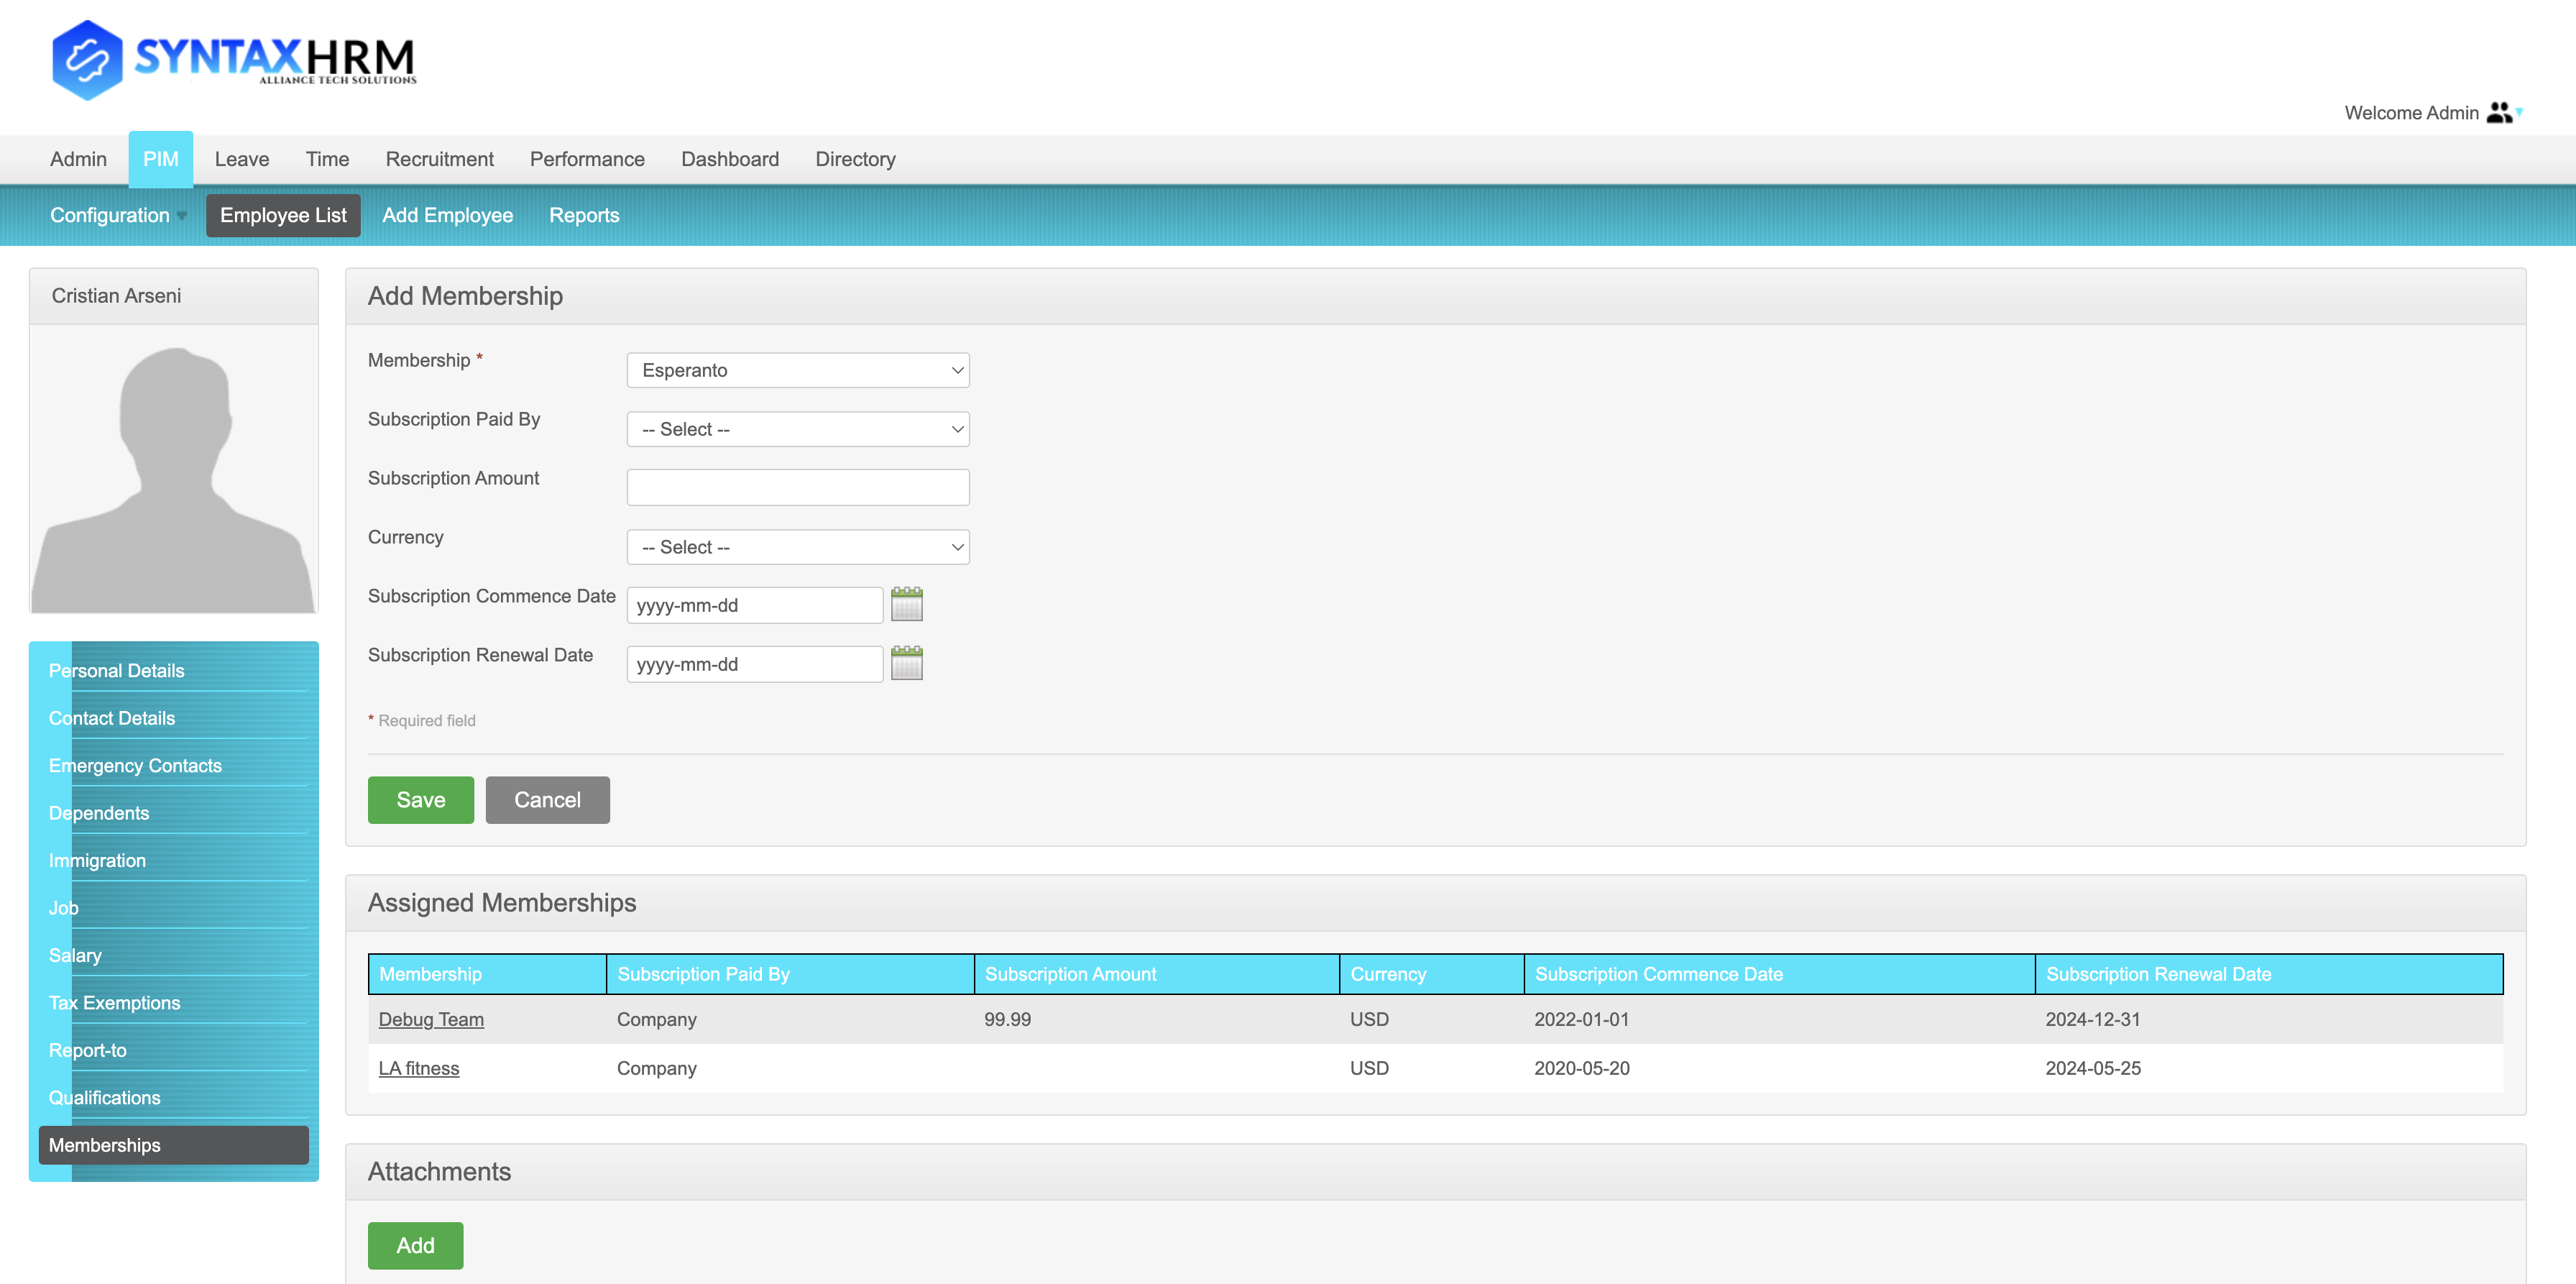 SYNTAXHRM
ALLIANCE TECH SOLUTIONS
Welcome Admin
Admin PIM Leave Time Recruitment Performance Dashboard Directory
Configuration Employee List Add Employee Reports
Cristian Arseni
Personal Details
Contact Details
Emergency Contacts
Dependents
Immigration
Job
Salary
Tax Exemptions
Report-to
Qualifications
Memberships
Add Membership
Membership * Esperanto
Subscription Paid By -- Select --
Subscription Amount
Currency -- Select --
Subscription Commence Date yyyy-mm-dd
Subscription Renewal Date yyyy-mm-dd
* Required field
Save Cancel
Assigned Memberships
Membership Subscription Paid By Subscription Amount Currency Subscription Commence Date Subscription Renewal Date
Debug Team Company 99.99 USD 2022-01-01 2024-12-31
LA fitness Company USD 2020-05-20 2024-05-25
Attachments
Add